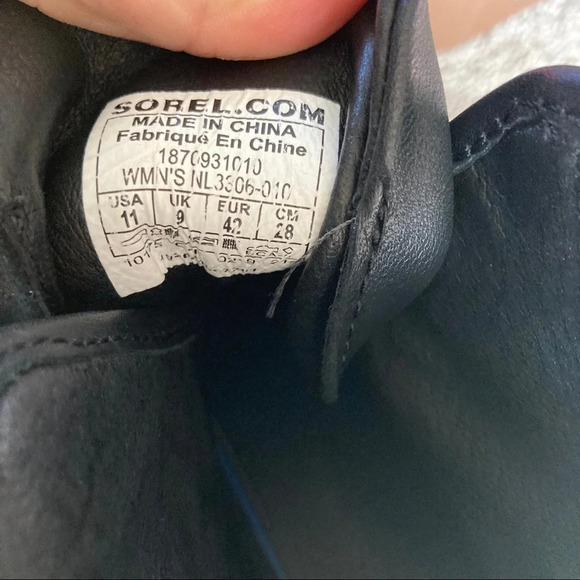 SOREL.COM
MADE IN CHINA
Fabriqué En Chine
1870931010
WMN'S NL3306-010
USA UK EUR CM
11 9 42 28